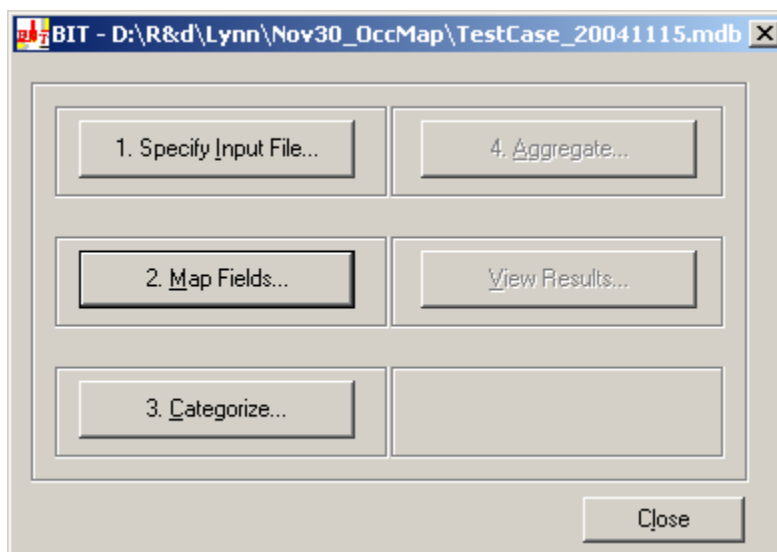 BIT - D:\R&d\Lynn\Nov30_OccMap\TestCase_20041115.mdb
1. Specify Input File...
4. Aggregate...
2. Map Fields...
View Results...
3. Categorize...
Close